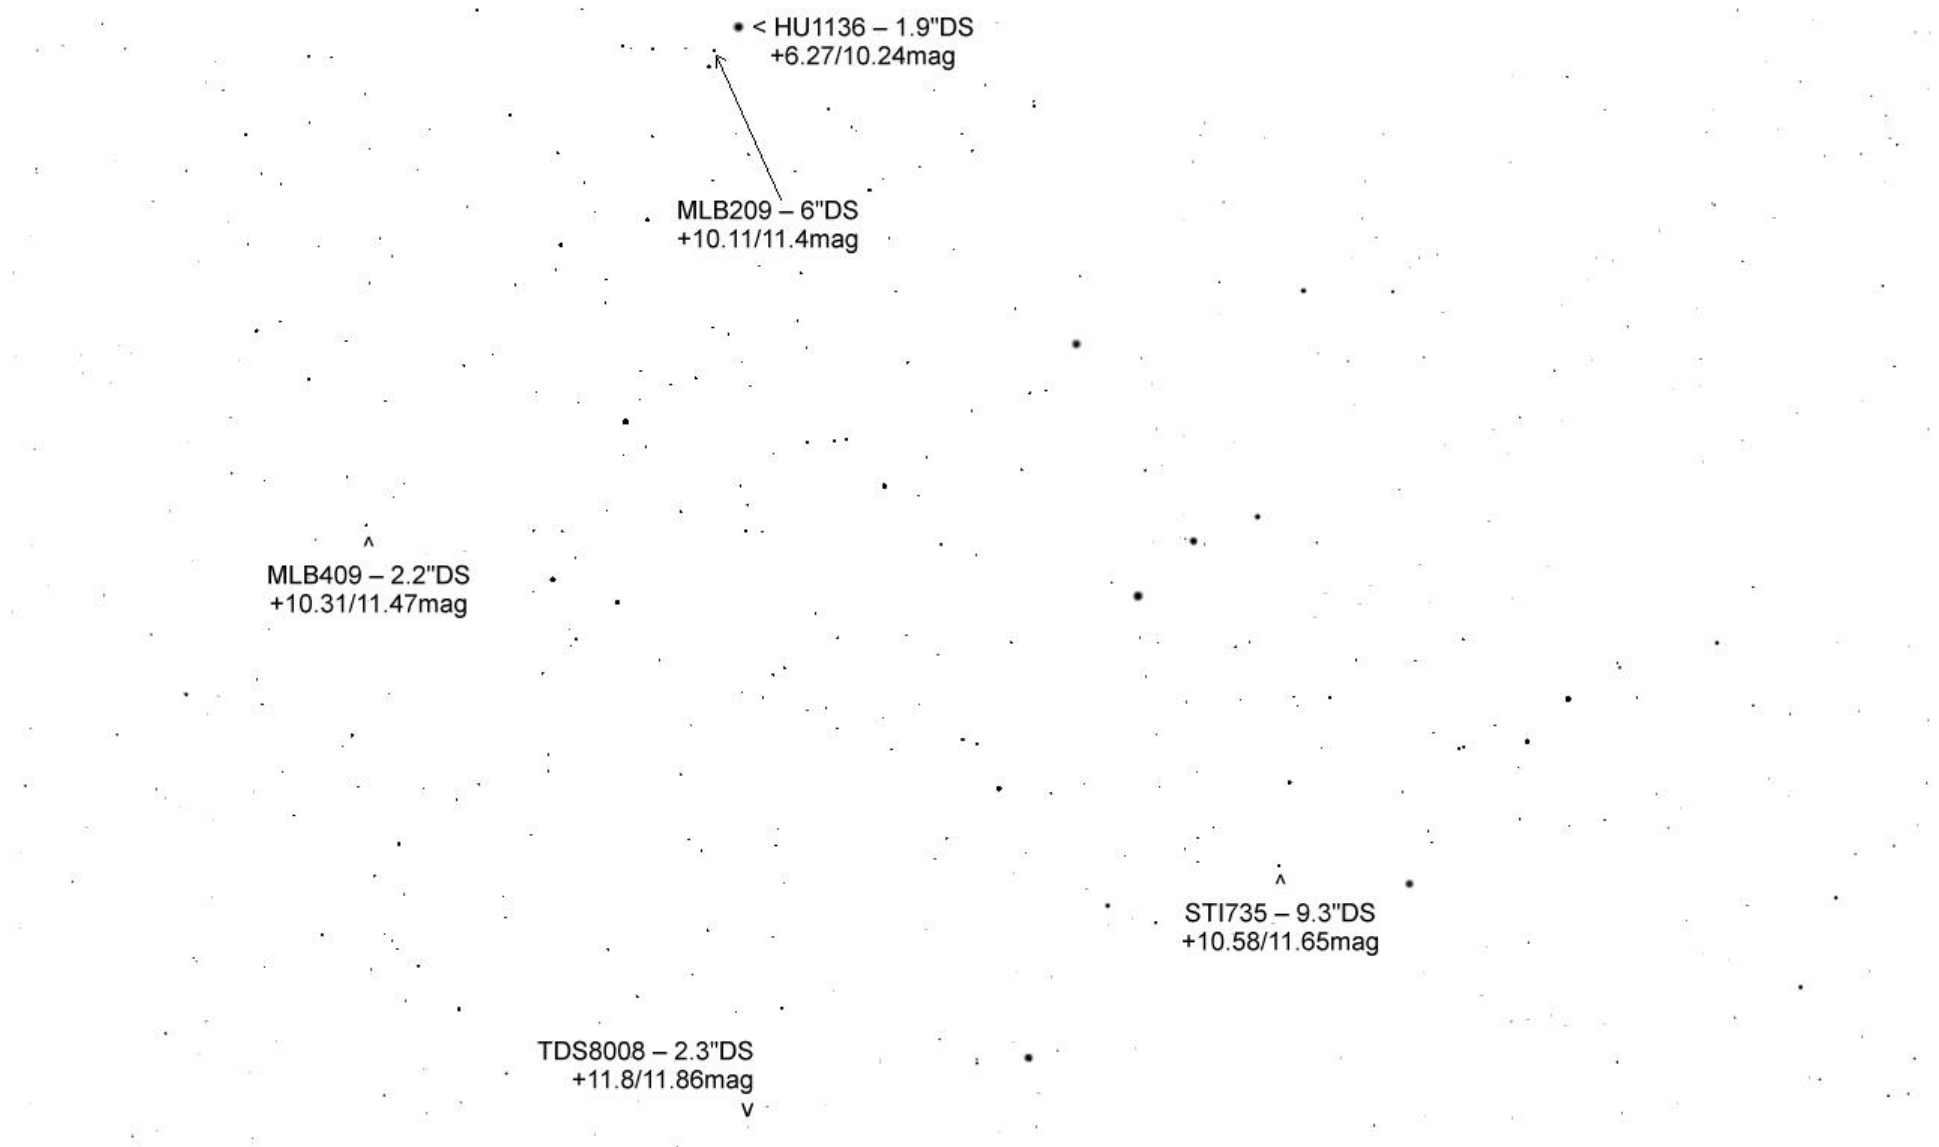 < HU1136 – 1.9"DS
+6.27/10.24mag
MLB209 – 6"DS
+10.11/11.4mag
^
MLB409 – 2.2"DS
+10.31/11.47mag
^
STI735 – 9.3"DS
+10.58/11.65mag
TDS8008 – 2.3"DS
+11.8/11.86mag
v